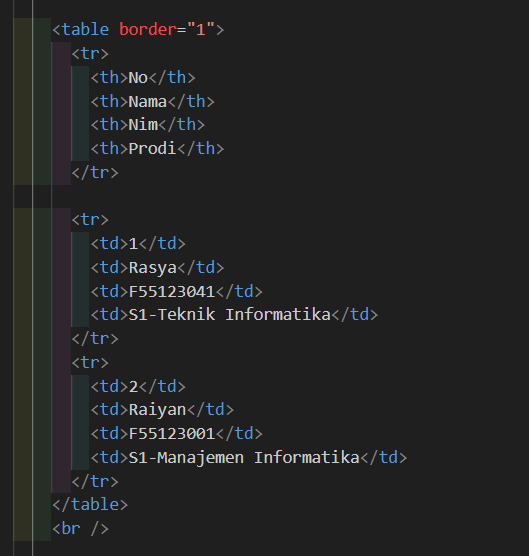 <table border="1">
<tr>
<th>No</th>
<th>Nama</th>
<th>Nim</th>
<th>Prodi</th>
</tr>
<tr>
<td>1</td>
<td>Rasya</td>
<td>F55123041</td>
<td>S1-Teknik Informatika</td>
</tr>
<tr>
<td>2</td>
<td>Raiyan</td>
<td>F55123001</td>
<td>S1-Manajemen Informatika</td>
</tr>
</table>
<br />